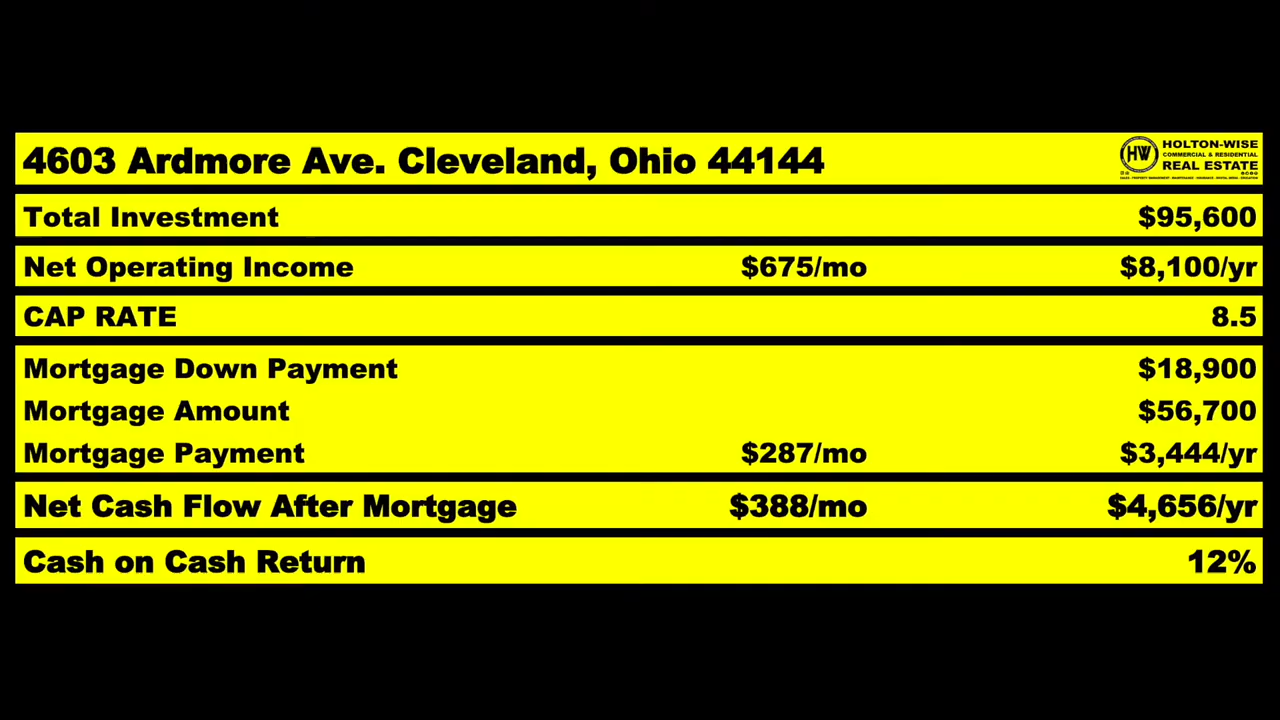 4603 Ardmore Ave. Cleveland, Ohio 44144
HW
HOLTON-WISE
COMMERCIAL & RESIDENTIAL
REAL ESTATE
Total Investment $95,600
Net Operating Income $675/mo $8,100/yr
CAP RATE 8.5
Mortgage Down Payment $18,900
Mortgage Amount $56,700
Mortgage Payment $287/mo $3,444/yr
Net Cash Flow After Mortgage $388/mo $4,656/yr
Cash on Cash Return 12%